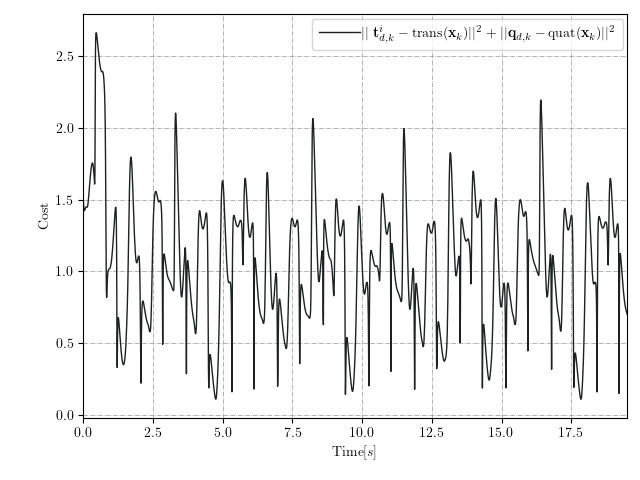 || t^i_{d,k} − trans(x_k)||^2 + ||q_{d,k} − quat(x_k)||^2
Cost
2.5
2.0
1.5
1.0
0.5
0.0
0.0 2.5 5.0 7.5 10.0 12.5 15.0 17.5
Time[s]